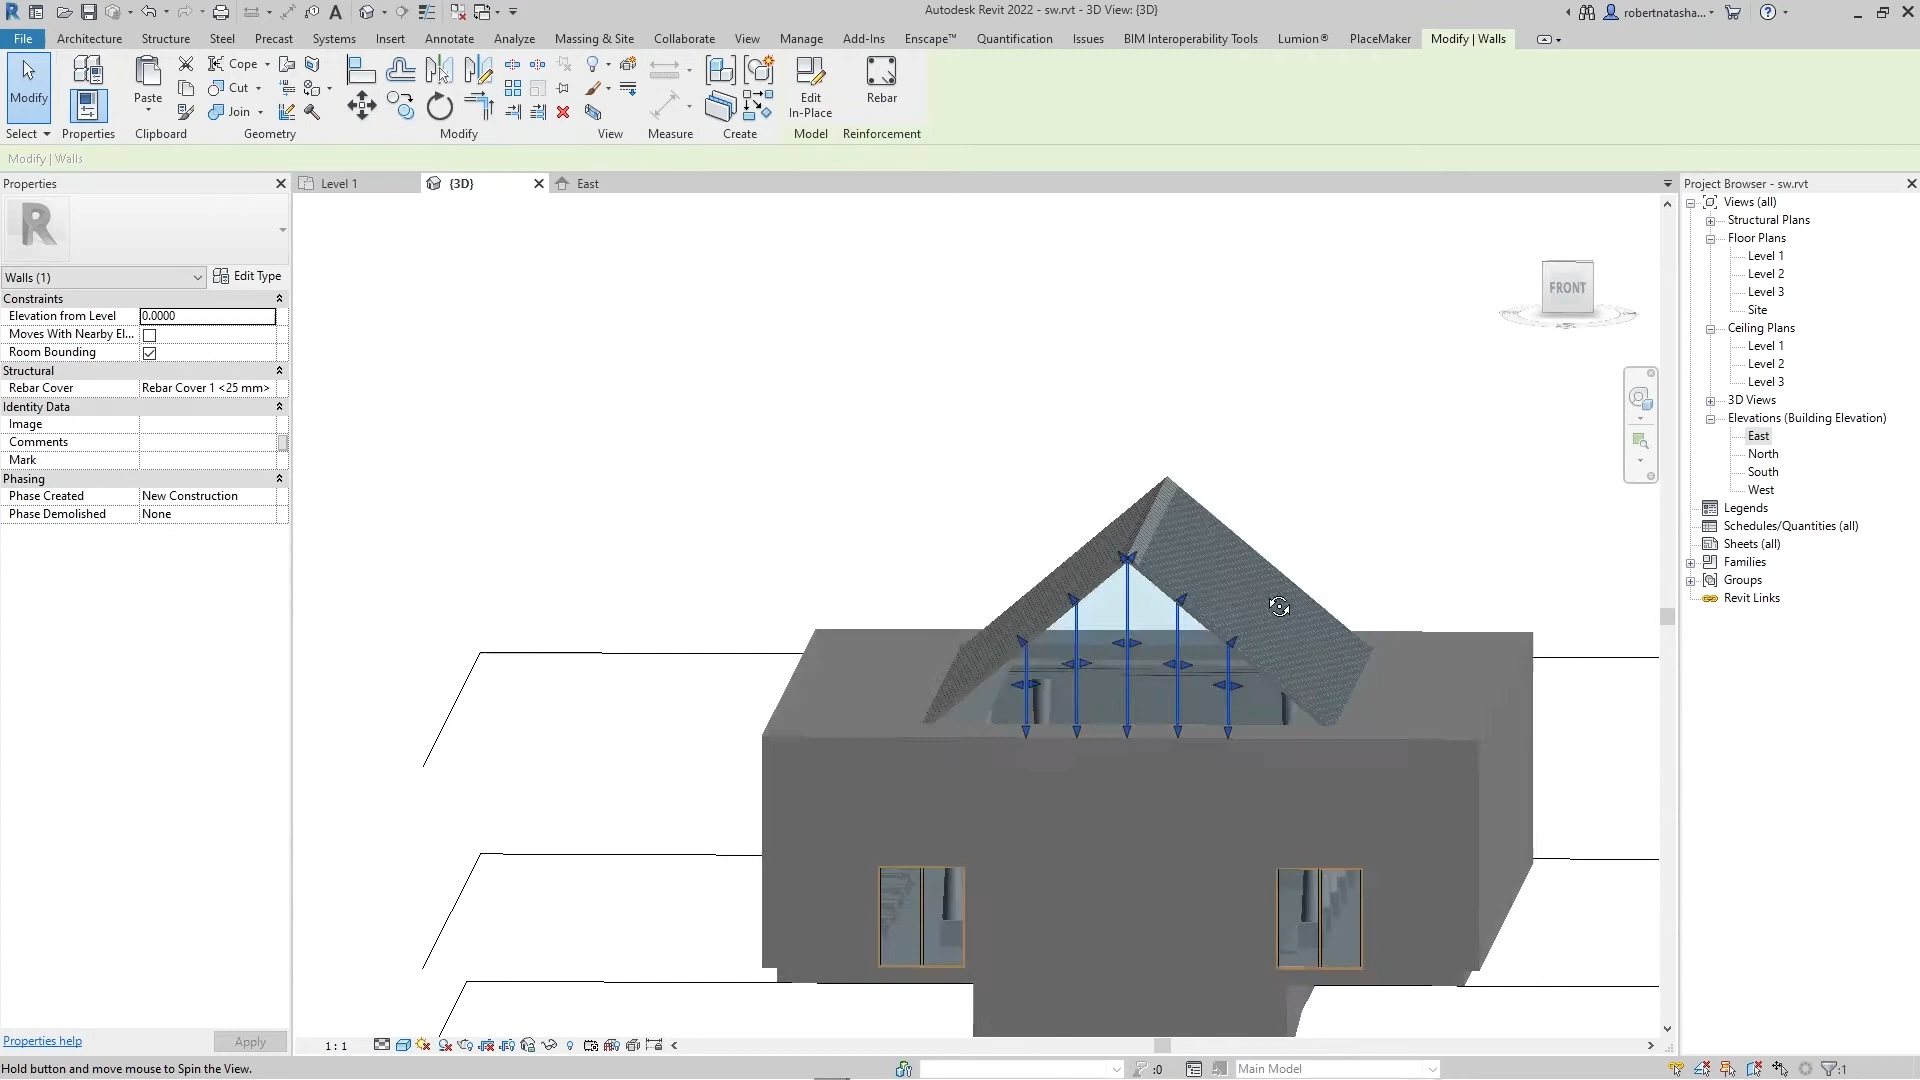 Autodesk Revit 2022 - sw.rvt - 3D View: {3D}
robertnatasha...
File Architecture Structure Steel Precast Systems Insert Annotate Analyze Massing & Site Collaborate View Manage Add-Ins Enscape™ Quantification Issues BIM Interoperability Tools Lumion® PlaceMaker Modify | Walls
Modify
Paste
Cope
Cut
Join
Edit
In-Place
Rebar
Select Properties Clipboard Geometry Modify View Measure Create Model Reinforcement
Modify | Walls
Properties
R
Walls (1)
Edit Type
Constraints
Elevation from Level 0.0000
Moves With Nearby El...
Room Bounding
Structural
Rebar Cover Rebar Cover 1 <25 mm>
Identity Data
Image
Comments
Mark
Phasing
Phase Created New Construction
Phase Demolished None
Properties help
Apply
Level 1
{3D}
East
FRONT
1 : 1
Project Browser - sw.rvt
Views (all)
Structural Plans
Floor Plans
Level 1
Level 2
Level 3
Site
Ceiling Plans
Level 1
Level 2
Level 3
3D Views
Elevations (Building Elevation)
East
North
South
West
Legends
Schedules/Quantities (all)
Sheets (all)
Families
Groups
Revit Links
Hold button and move mouse to Spin the View.
:0
Main Model
:1